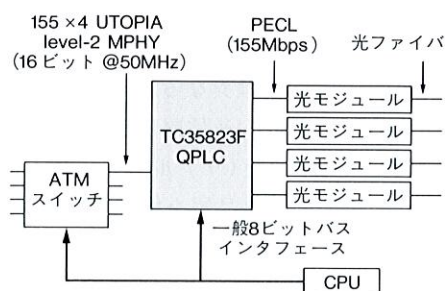 155 ×4 UTOPIA
level-2 MPHY
(16 ビット @50MHz)
PECL
(155Mbps)
光ファイバ
TC35823F
QPLC
光モジュール
光モジュール
光モジュール
光モジュール
ATM
スイッチ
一般8ビットバス
インタフェース
CPU